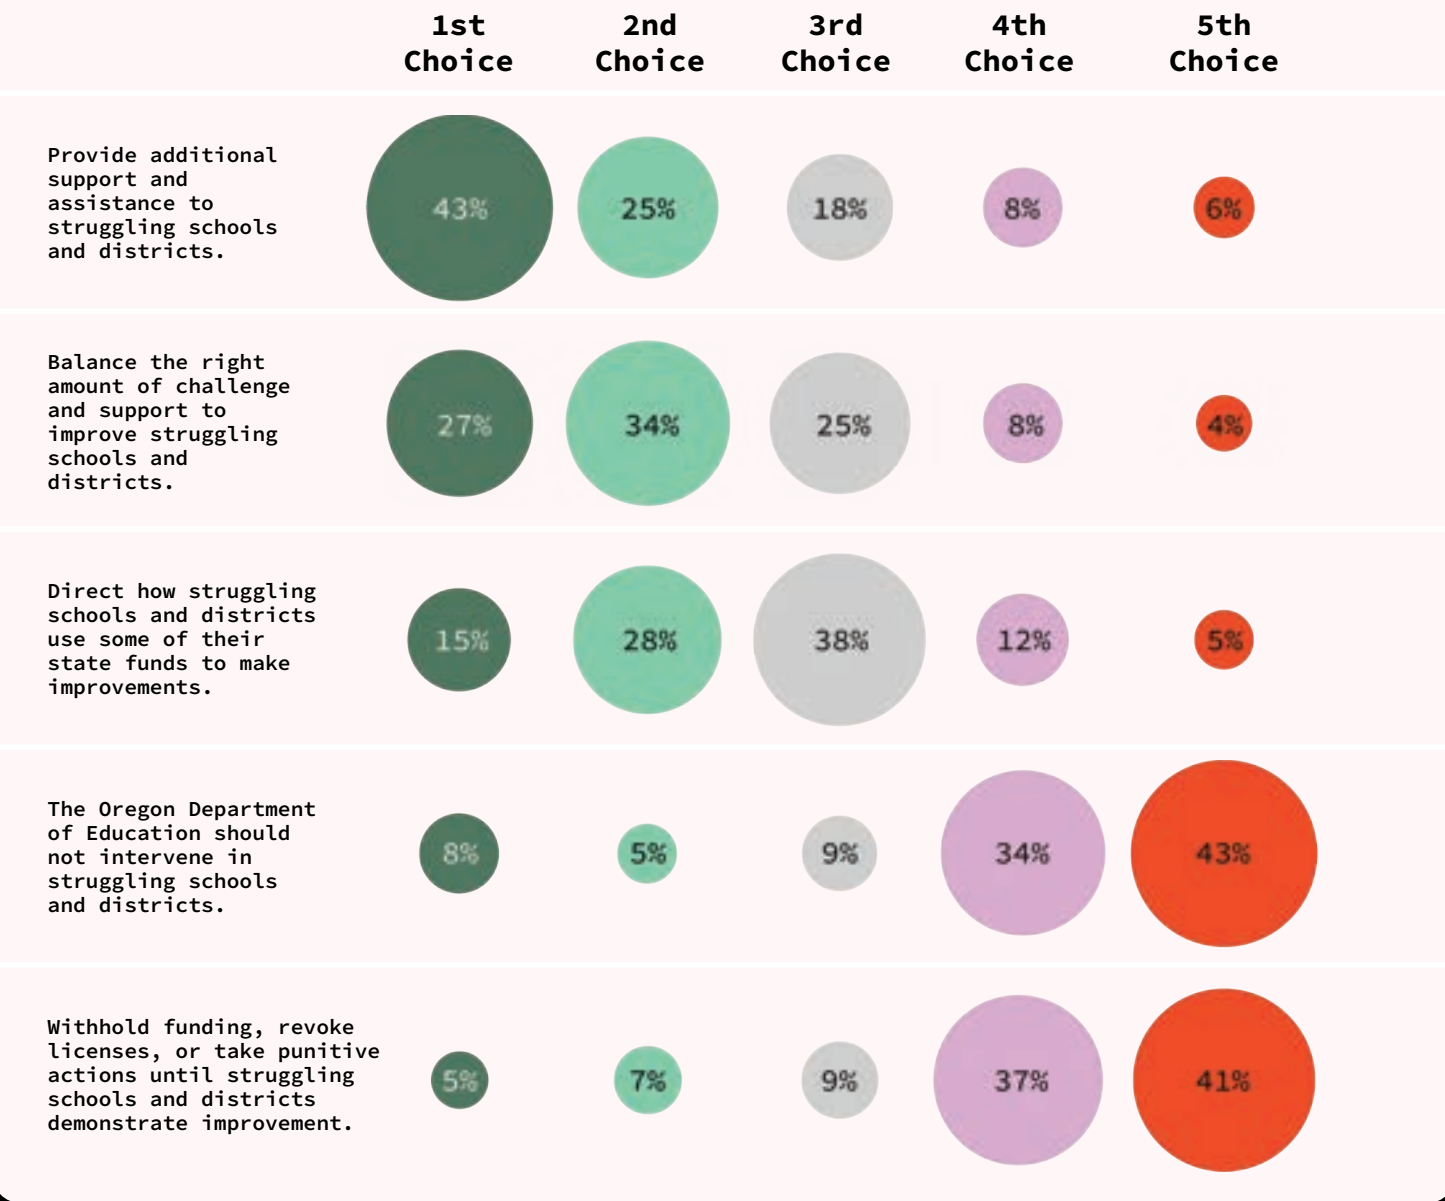 1st
Choice
2nd
Choice
3rd
Choice
4th
Choice
5th
Choice
Provide additional
support and
assistance to
struggling schools
and districts.
43%
25%
18%
8%
6%
Balance the right
amount of challenge
and support to
improve struggling
schools and
districts.
27%
34%
25%
8%
4%
Direct how struggling
schools and districts
use some of their
state funds to make
improvements.
15%
28%
38%
12%
5%
The Oregon Department
of Education should
not intervene in
struggling schools
and districts.
8%
5%
9%
34%
43%
Withhold funding, revoke
licenses, or take punitive
actions until struggling
schools and districts
demonstrate improvement.
5%
7%
9%
37%
41%